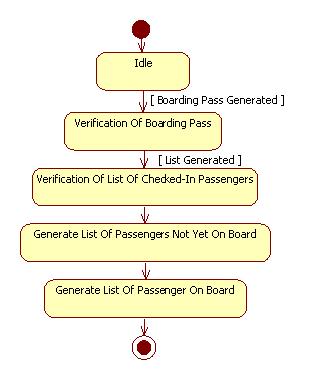 Idle
[ Boarding Pass Generated ]
Verification Of Boarding Pass
[ List Generated ]
Verification Of List Of Checked-In Passengers
Generate List Of Passengers Not Yet On Board
Generate List Of Passenger On Board